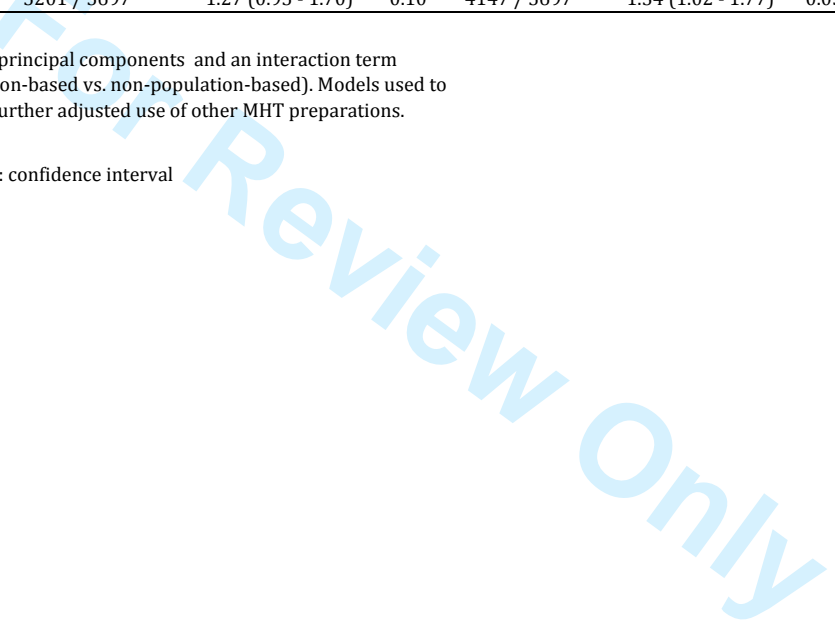 principal components and an interaction term
on-based vs. non-population-based). Models used to
urther adjusted use of other MHT preparations.
: confidence interval
For Review Only